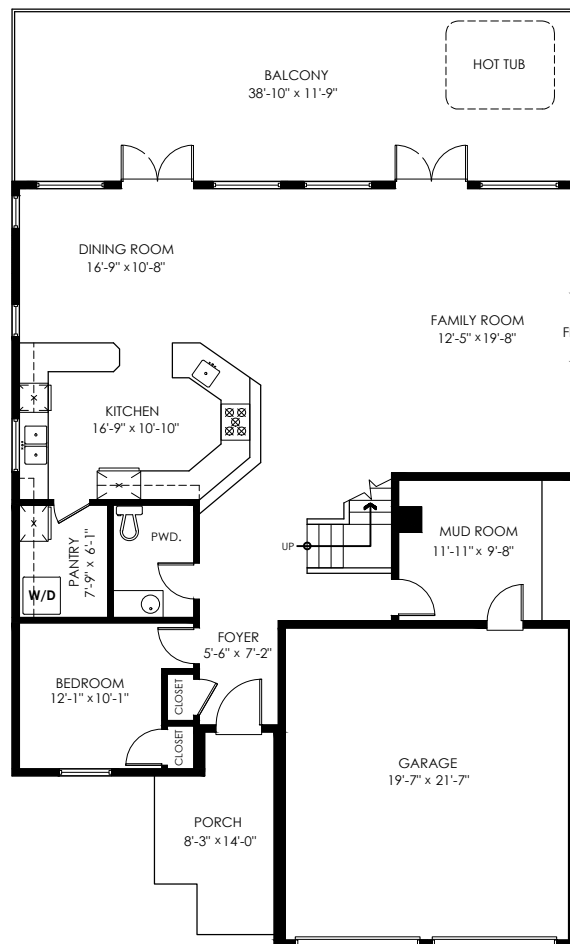 HOT TUB
BALCONY
38'-10" x 11'-9"
DINING ROOM
16'-9" x 10'-8"
FAMILY ROOM
12'-5" x 19'-8"
KITCHEN
16'-9" x 10'-10"
PANTRY
7'-9" x 6'-1"
W/D
PWD.
UP
MUD ROOM
11'-11" x 9'-8"
FOYER
5'-6" x 7'-2"
BEDROOM
12'-1" x 10'-1"
CLOSET
CLOSET
GARAGE
19'-7" x 21'-7"
PORCH
8'-3" x 14'-0"